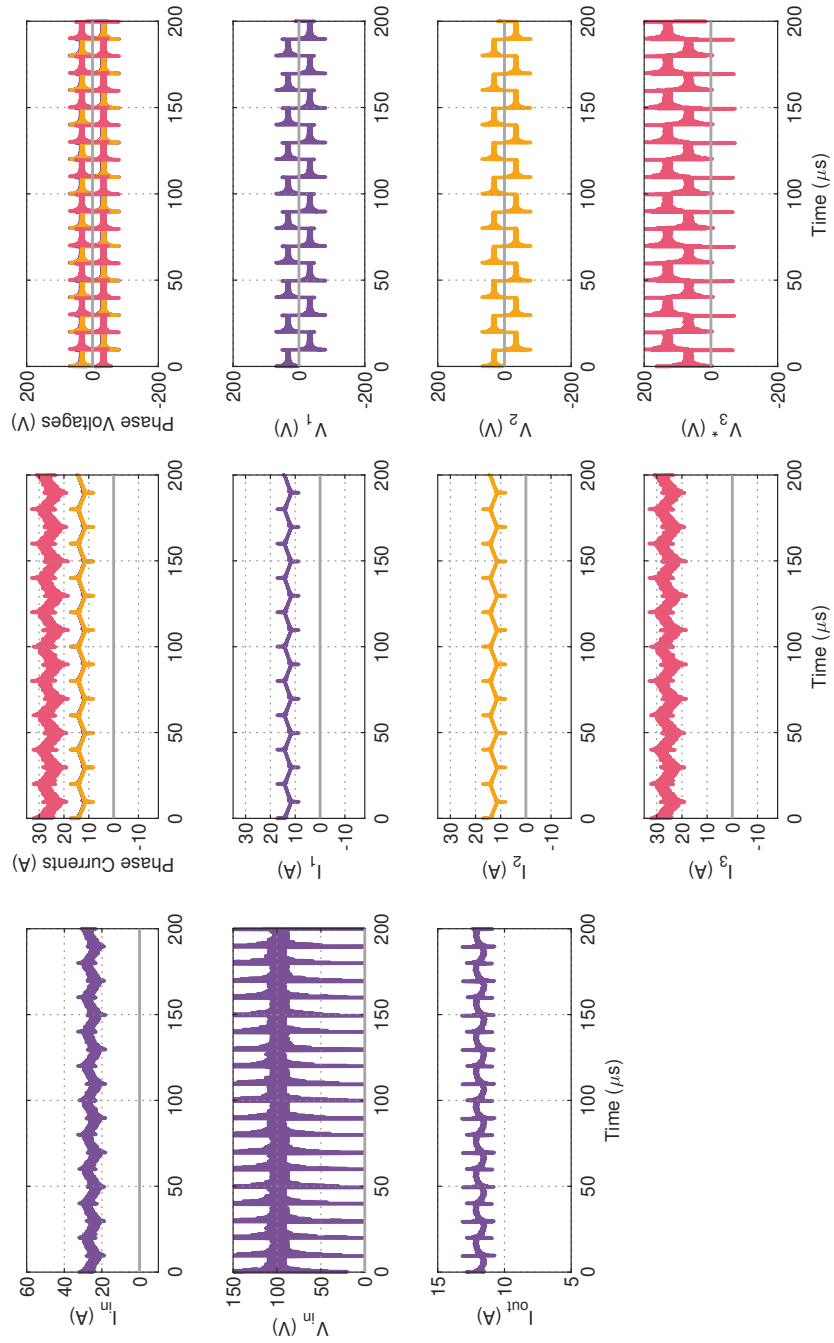 I_in (A)
60
40
20
0
0 50 100 150 200
V_in (V)
150
100
50
0
0 50 100 150 200
I_out (A)
15
10
5
0 50 100 150 200
Time (μs)
Phase Currents (A)
30
20
10
0
-10
0 50 100 150 200
I_1 (A)
30
20
10
0
-10
0 50 100 150 200
I_2 (A)
30
20
10
0
-10
0 50 100 150 200
I_3 (A)
30
20
10
0
-10
0 50 100 150 200
Time (μs)
Phase Voltages (V)
200
0
-200
0 50 100 150 200
V_1 (V)
200
0
-200
0 50 100 150 200
V_2 (V)
200
0
-200
0 50 100 150 200
V_3* (V)
200
0
-200
0 50 100 150 200
Time (μs)